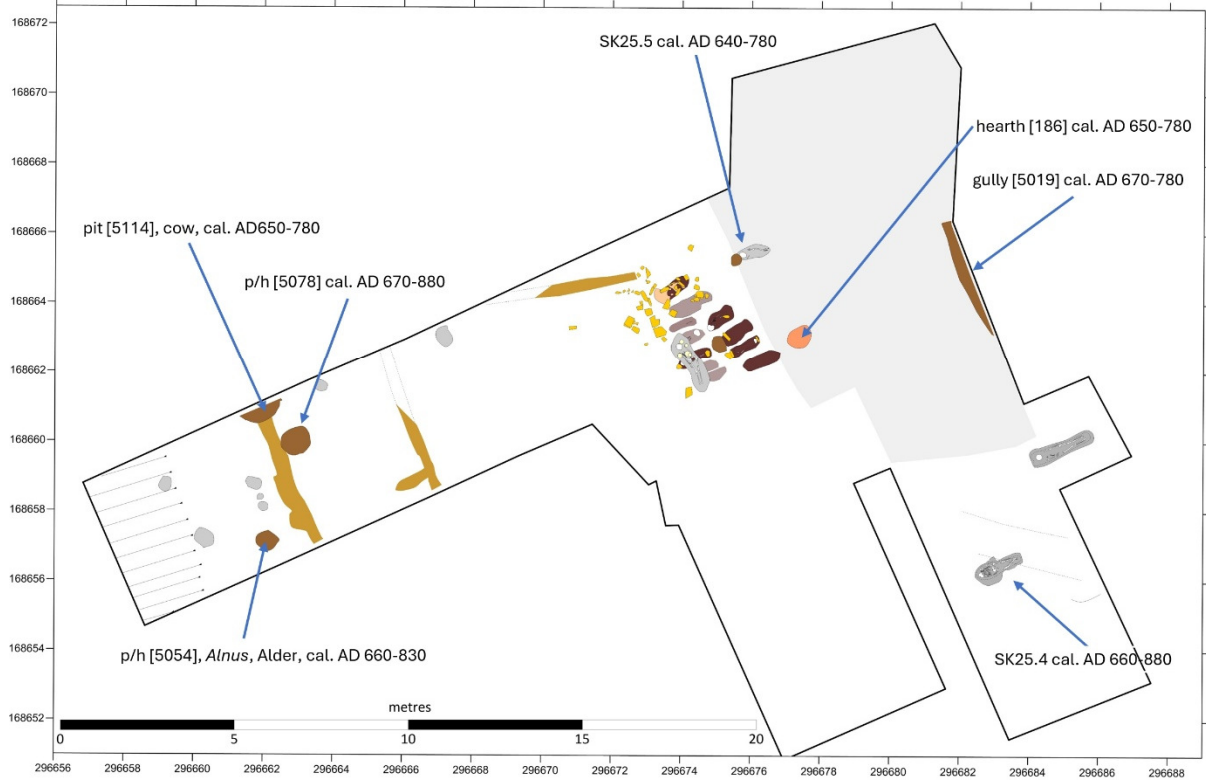 168672
168670
168668
168666
168664
168662
168660
168658
168656
168654
168652
SK25.5 cal. AD 640-780
hearth [186] cal. AD 650-780
gully [5019] cal. AD 670-780
pit [5114], cow, cal. AD650-780
p/h [5078] cal. AD 670-880
p/h [5054], Alnus, Alder, cal. AD 660-830
SK25.4 cal. AD 660-880
metres
0 5 10 15 20
296656 296658 296660 296662 296664 296666 296668 296670 296672 296674 296676 296678 296680 296682 296684 296686 296688